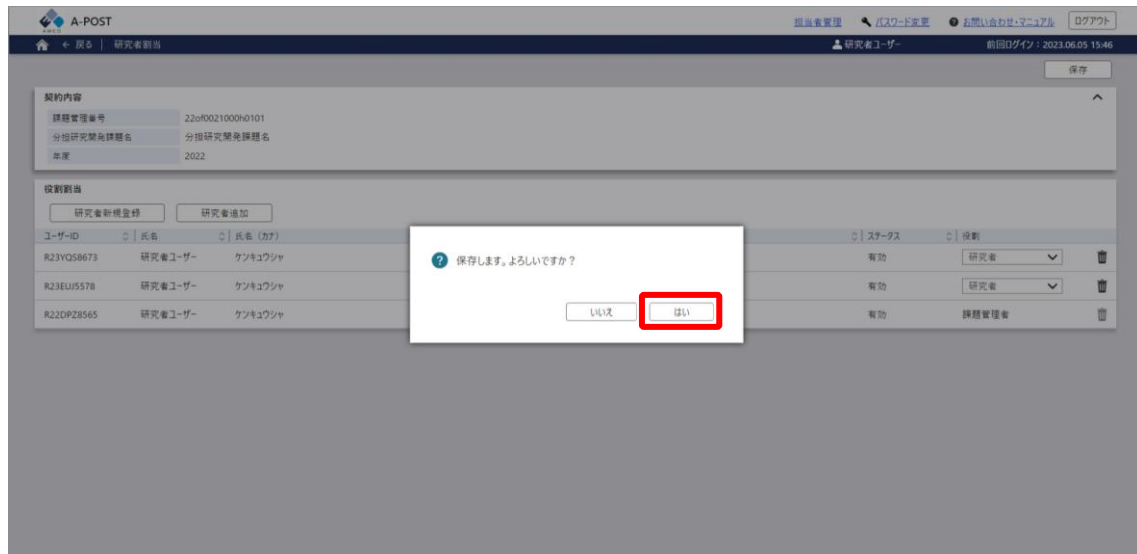 A-POST
AMED
担当者管理 パスワード変更 お問い合わせ・マニュアル ログアウト
← 戻る 研究者割当 研究者ユーザー 前回ログイン：2023.06.05 15:46
保存
契約内容
課題管理番号 22of0021000h0101
分担研究開発課題名 分担研究開発課題名
年度 2022
役割割当
研究者新規登録 研究者追加
ユーザーID 氏名 氏名（カナ） ステータス 役割
R23YQS8673 研究者ユーザー ケンキュウシャ 有効 研究者
R23EUJ5578 研究者ユーザー ケンキュウシャ 有効 研究者
R22DPZ8565 研究者ユーザー ケンキュウシャ 有効 課題管理者
保存します。よろしいですか？
いいえ はい